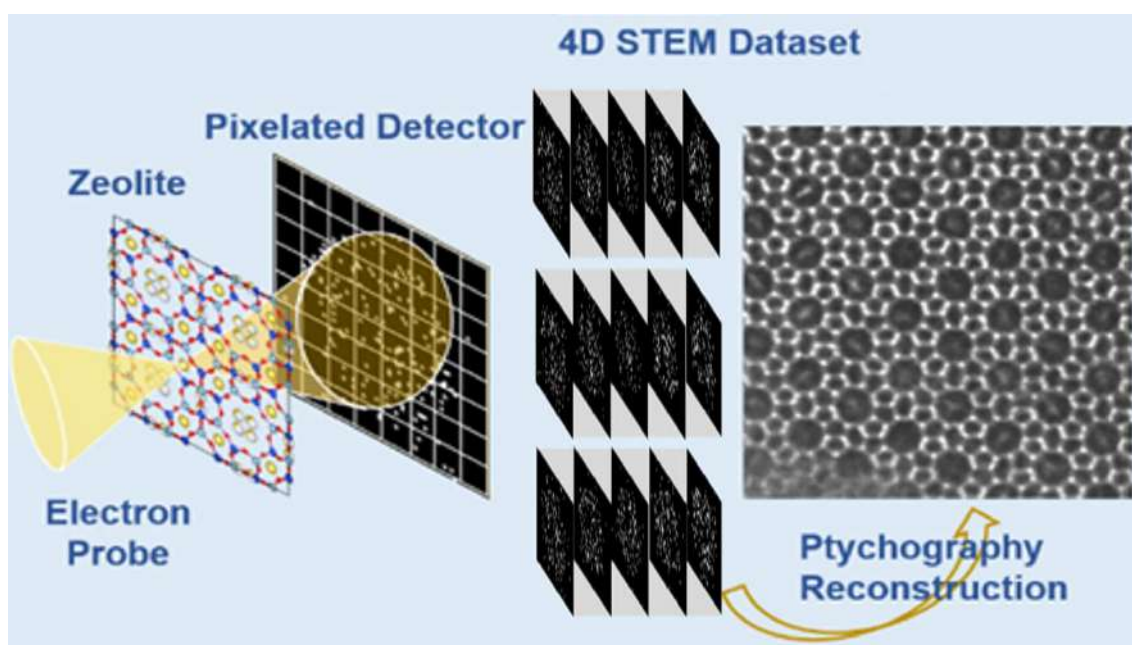 4D STEM Dataset
Pixelated Detector
Zeolite
Electron
Probe
Ptychography
Reconstruction